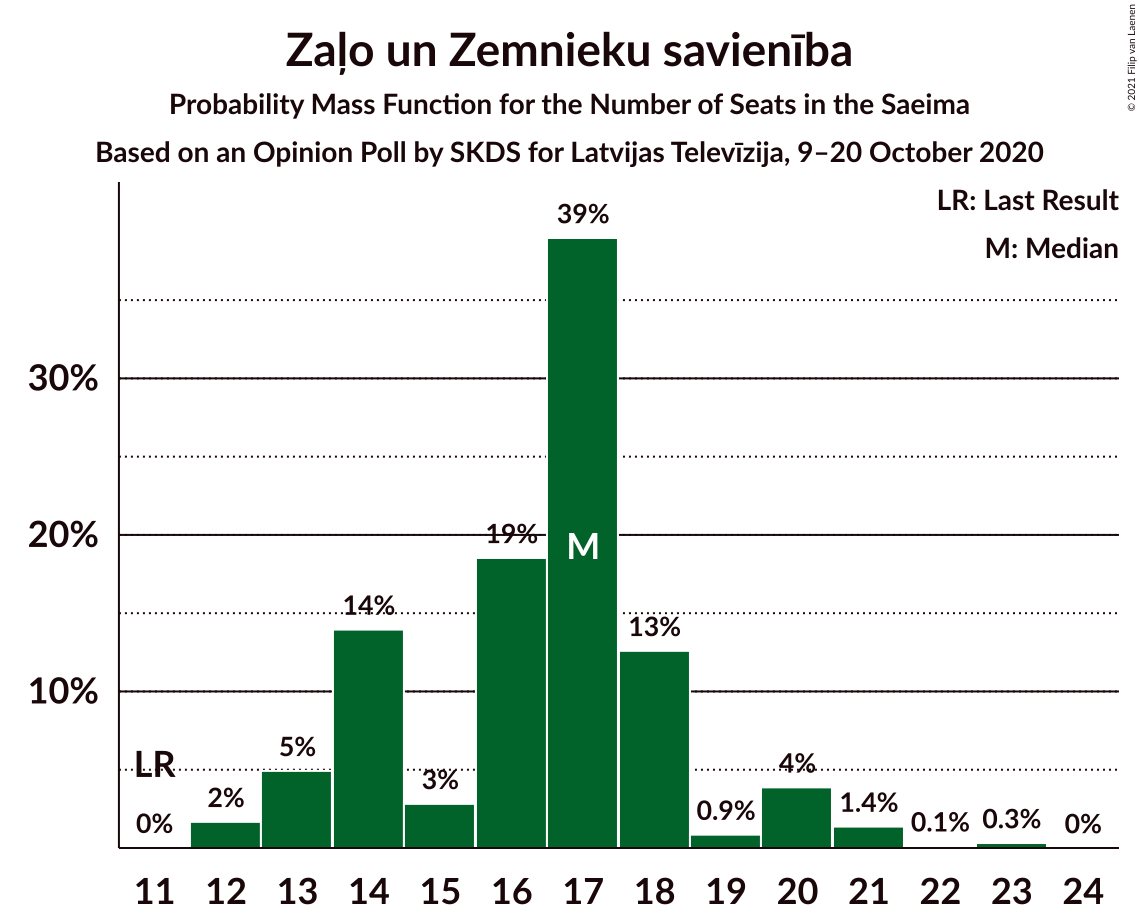 Zaļo un Zemnieku savienība
Probability Mass Function for the Number of Seats in the Saeima
Based on an Opinion Poll by SKDS for Latvijas Televīzija, 9–20 October 2020
© 2021 Filip van Laenen
LR: Last Result
M: Median
39%
30%
20%
19%
M
14%
13%
10%
LR
5%
4%
3%
2%
1.4%
0.9%
0.3%
0.1%
0%
0%
11 12 13 14 15 16 17 18 19 20 21 22 23 24